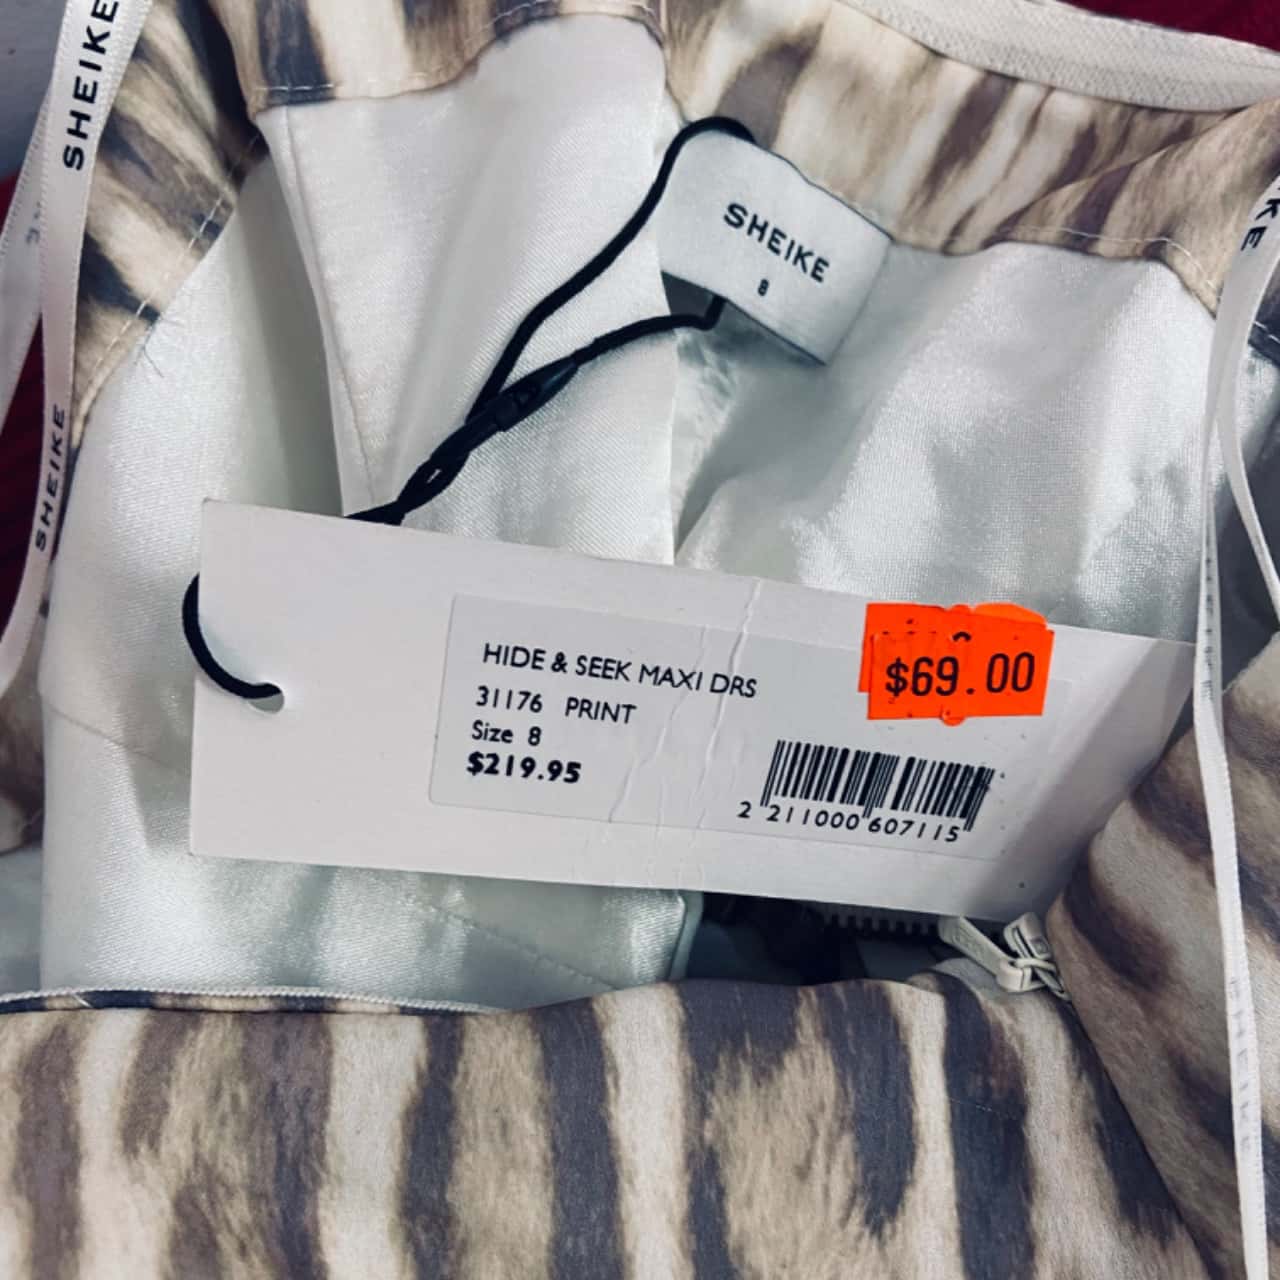 SHEIKE
SHEIKE
SHEIKE
8
HIDE & SEEK MAXI DRS
31176 PRINT
Size 8
$219.95
$69.00
2 211000 607115
KE